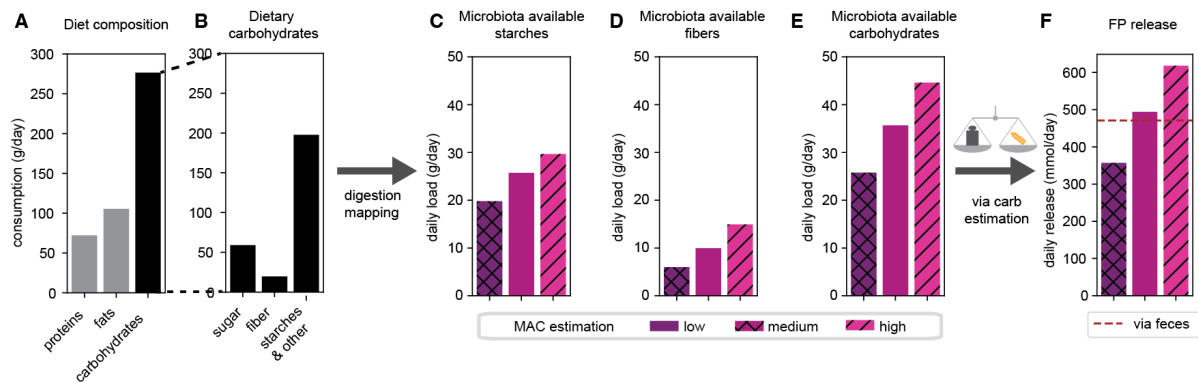 A
Diet composition
consumption (g/day)
300
250
200
150
100
50
0
proteins
fats
carbohydrates
B
Dietary
carbohydrates
300
250
200
150
100
50
0
sugar
fiber
starches
& other
digestion
mapping
C
Microbiota available
starches
daily load (g/day)
50
40
30
20
10
0
D
Microbiota available
fibers
daily load (g/day)
50
40
30
20
10
0
E
Microbiota available
carbohydrates
daily load (g/day)
50
40
30
20
10
0
MAC estimation
low
medium
high
via carb
estimation
F
FP release
daily release (mmol/day)
600
500
400
300
200
100
0
via feces